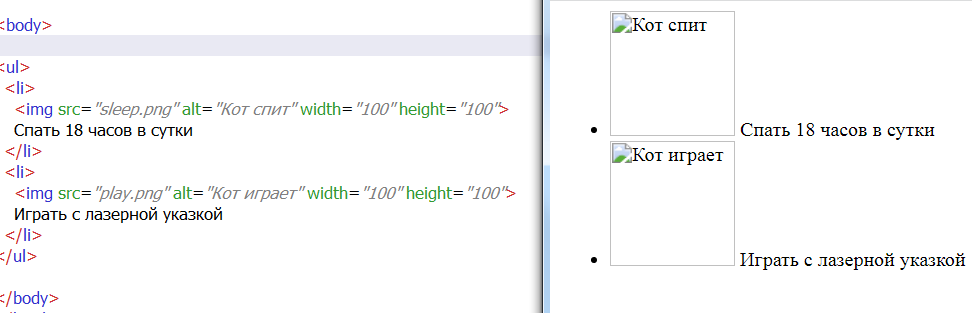 <body>
<ul>
<li>
<img src="sleep.png" alt="Кот спит" width="100" height="100">
Спать 18 часов в сутки
</li>
<li>
<img src="play.png" alt="Кот играет" width="100" height="100">
Играть с лазерной указкой
</li>
</ul>
</body>
Кот спит
Спать 18 часов в сутки
Кот играет
Играть с лазерной указкой